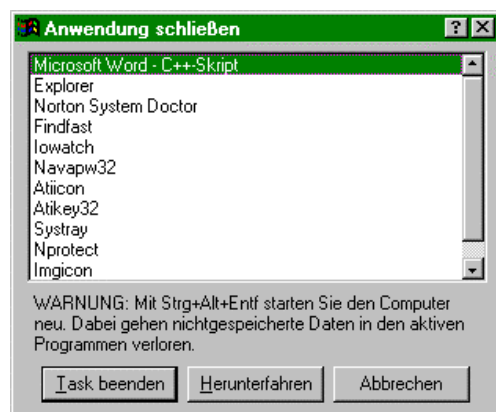 Anwendung schließen
Microsoft Word - C++-Skript
Explorer
Norton System Doctor
Findfast
Iowatch
Navapw32
Atiicon
Atikey32
Systray
Nprotect
Imgicon
WARNUNG: Mit Strg+Alt+Entf starten Sie den Computer
neu. Dabei gehen nichtgespeicherte Daten in den aktiven
Programmen verloren.
Task beenden Herunterfahren Abbrechen